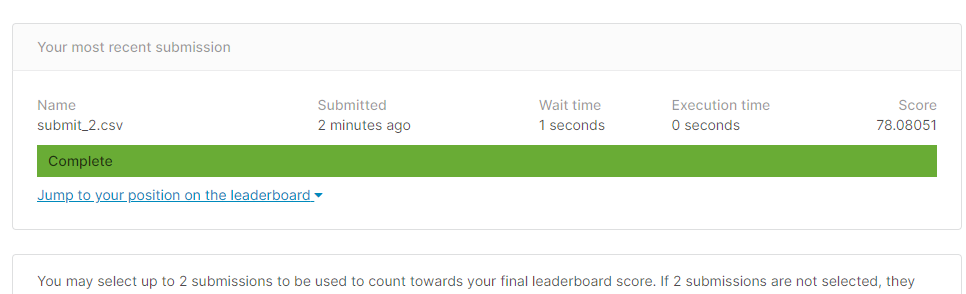 Your most recent submission
Name Submitted Wait time Execution time Score
submit_2.csv 2 minutes ago 1 seconds 0 seconds 78.08051
Complete
Jump to your position on the leaderboard
You may select up to 2 submissions to be used to count towards your final leaderboard score. If 2 submissions are not selected, they